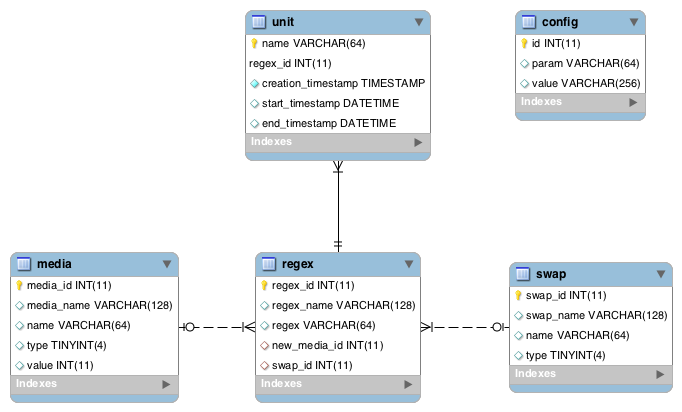 unit
name VARCHAR(64)
regex_id INT(11)
creation_timestamp TIMESTAMP
start_timestamp DATETIME
end_timestamp DATETIME
Indexes
config
id INT(11)
param VARCHAR(64)
value VARCHAR(256)
Indexes
media
media_id INT(11)
media_name VARCHAR(128)
name VARCHAR(64)
type TINYINT(4)
value INT(11)
Indexes
regex
regex_id INT(11)
regex_name VARCHAR(128)
regex VARCHAR(64)
new_media_id INT(11)
swap_id INT(11)
Indexes
swap
swap_id INT(11)
swap_name VARCHAR(128)
name VARCHAR(64)
type TINYINT(4)
Indexes